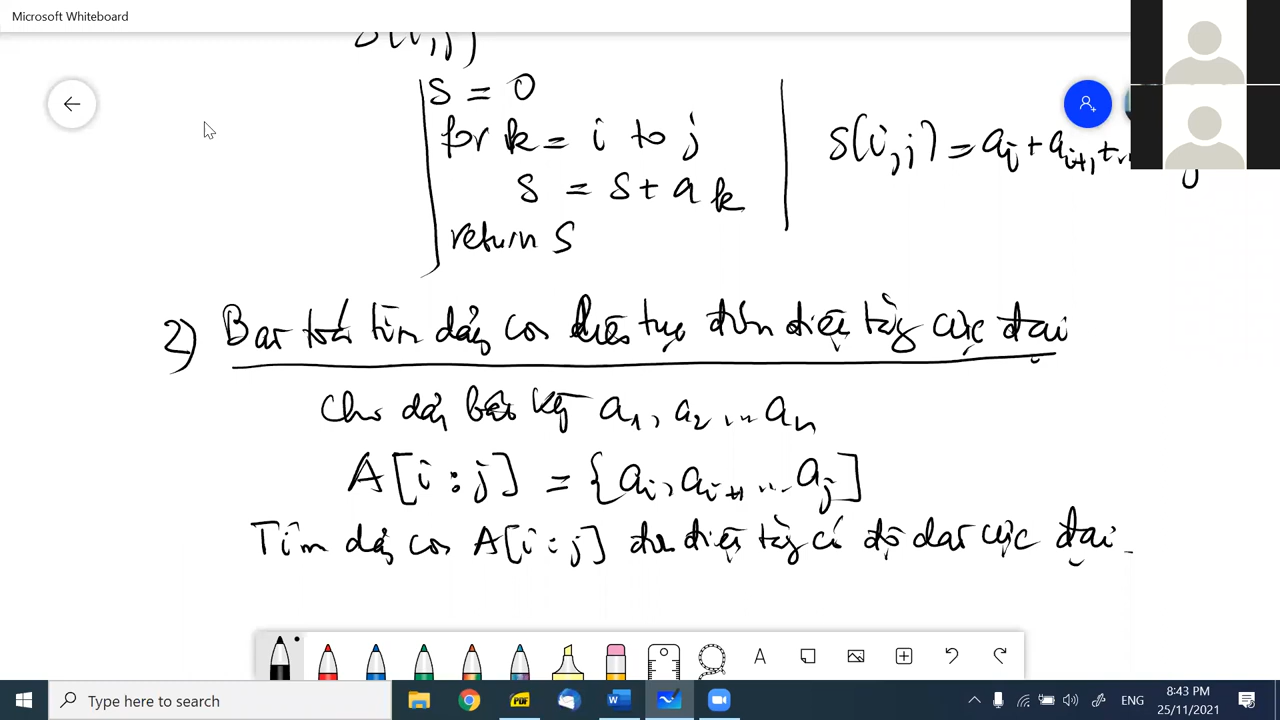 Microsoft Whiteboard
S(i,j)
s = 0
for k = i to j
s = s + a k
return S
S(i,j) = ai + ai+1 + ...
2) Bài toán tìm dãy con liên tục đơn điệu tăng cực đại
Cho dãy bất kỳ a1, a2 ... an
A[i:j] = {ai, ai+1 ... aj]
Tìm dãy con A[i:j] đơn điệu tăng có độ dài cực đại.
A
Type here to search
PDF
ENG
8:43 PM
25/11/2021